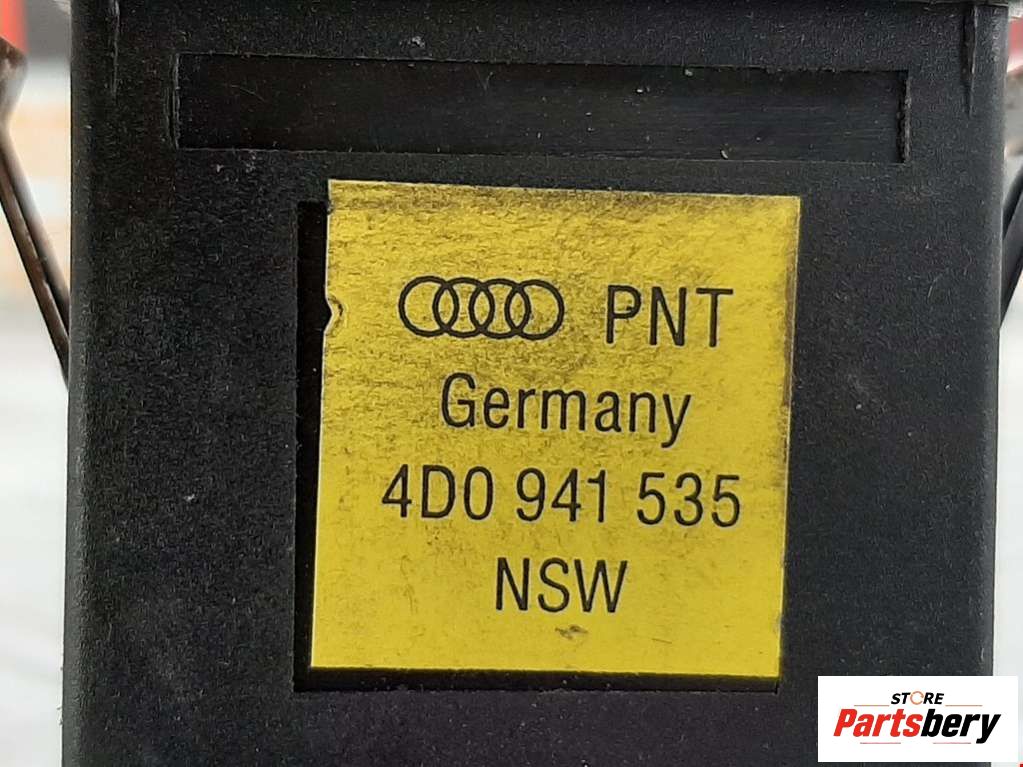 PNT
Germany
4D0 941 535
NSW
STORE
Partsbery